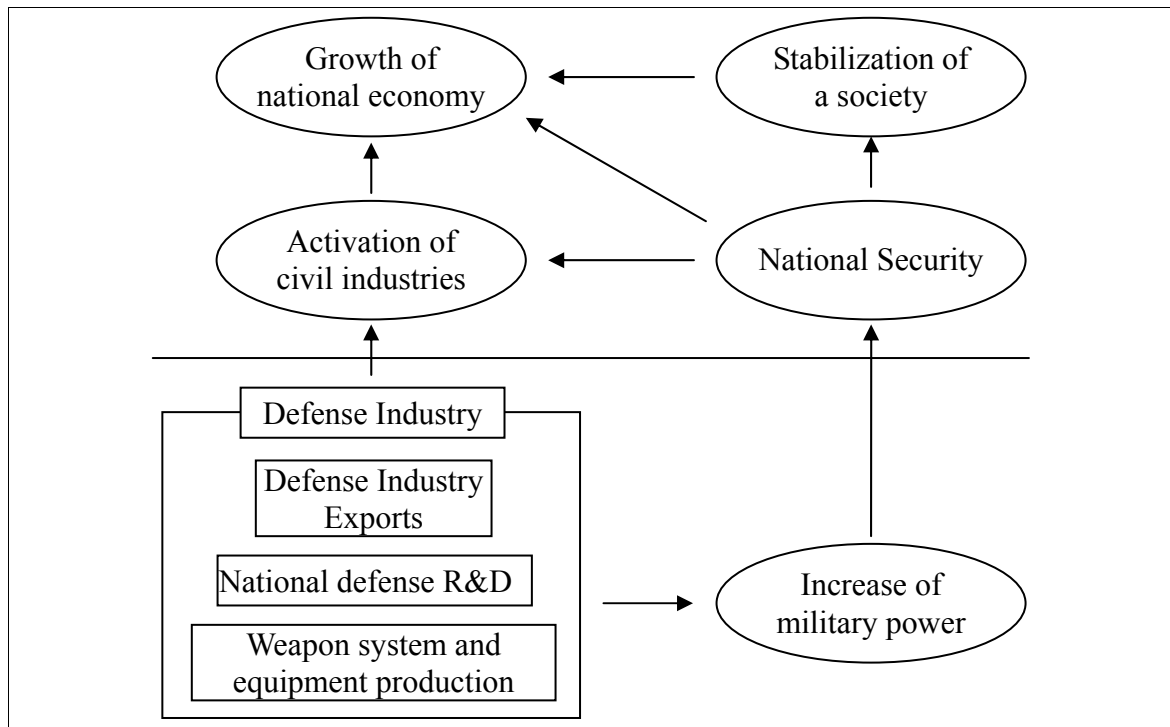 Growth of
national economy
Stabilization of
a society
Activation of
civil industries
National Security
Defense Industry
Defense Industry
Exports
National defense R&D
Weapon system and
equipment production
Increase of
military power